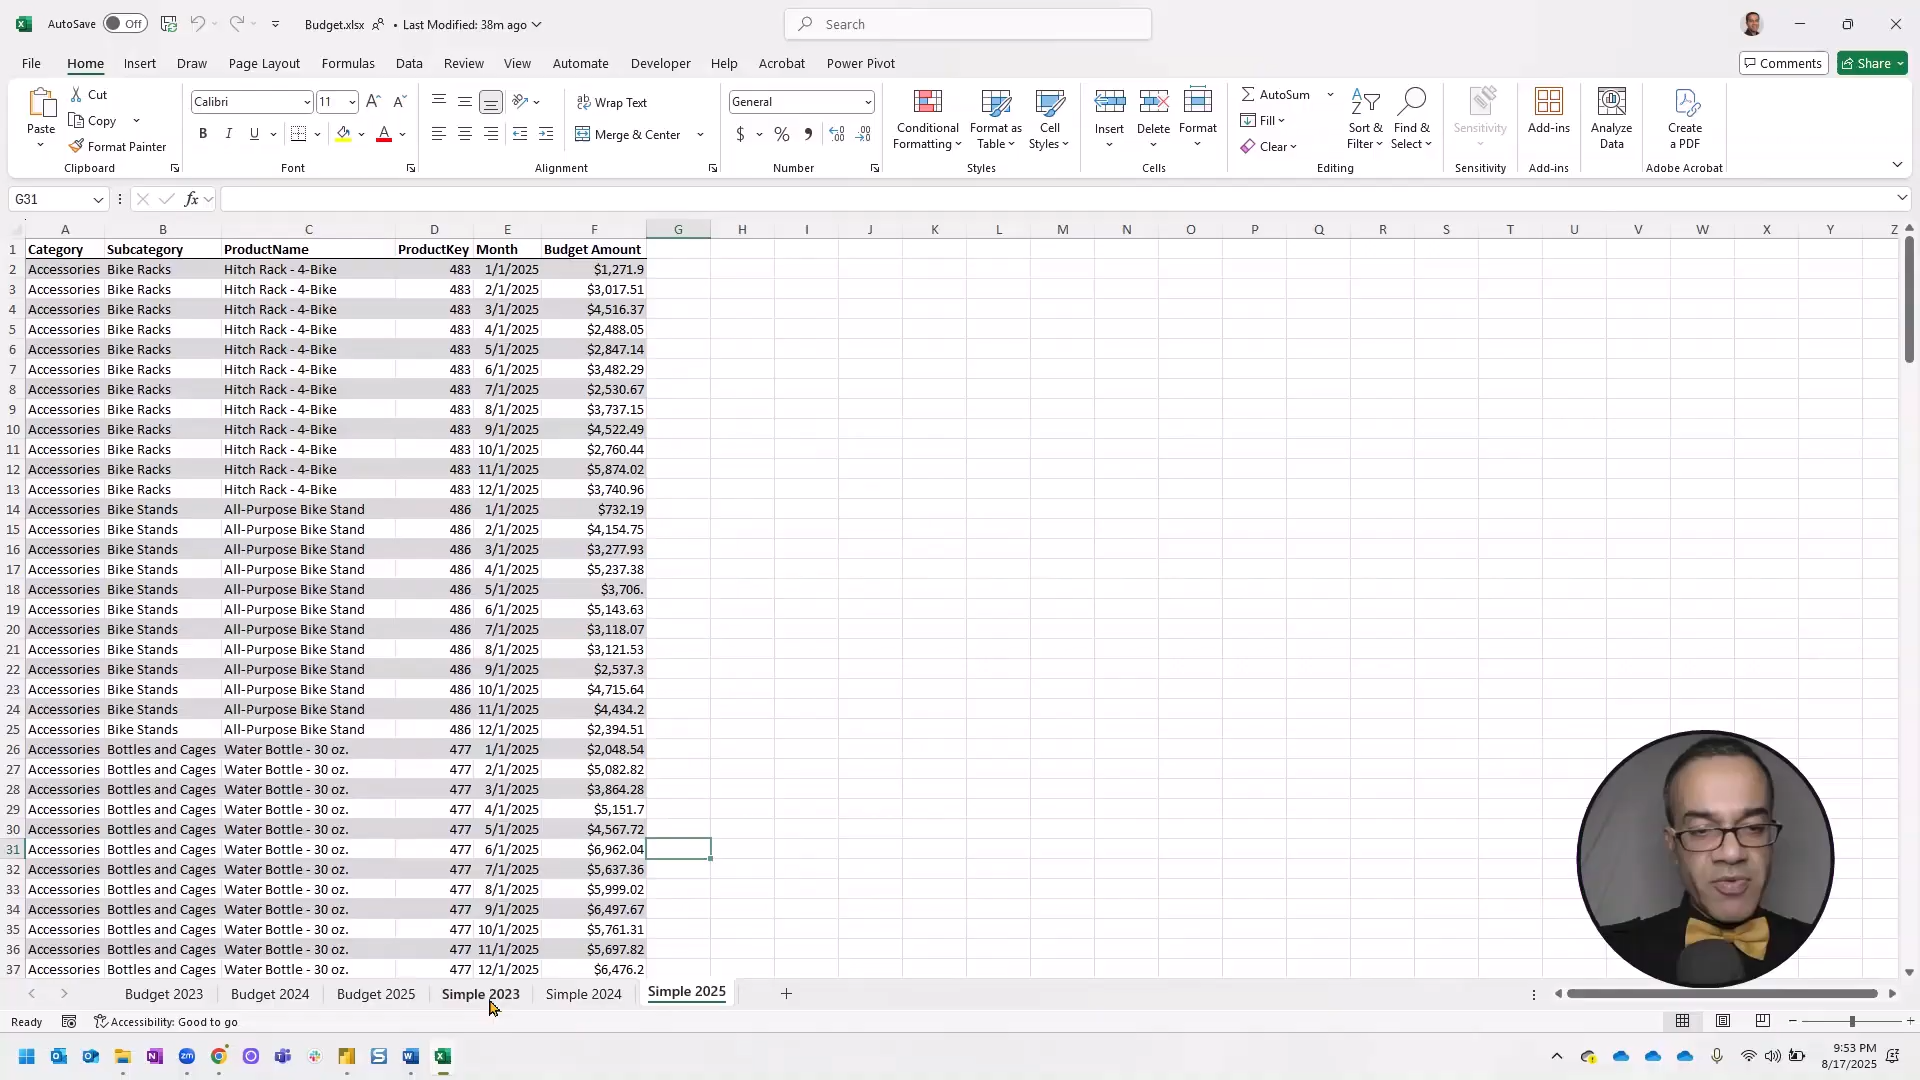 AutoSave Off Budget.xlsx • Last Modified: 38m ago Search
File Home Insert Draw Page Layout Formulas Data Review View Automate Developer Help Acrobat Power Pivot Comments Share
Paste Cut Copy Format Painter Clipboard
Calibri 11 B I U A Font
Wrap Text Merge & Center Alignment
General $ % Number
Conditional Formatting Format as Table Cell Styles Styles
Insert Delete Format Cells
AutoSum Fill Clear Sort & Filter Find & Select Editing
Sensitivity Sensitivity
Add-ins Add-ins
Analyze Data
Create a PDF Adobe Acrobat
G31 fx
A B C D E F G H I J K L M N O P Q R S T U V W X Y Z
1 Category Subcategory ProductName ProductKey Month Budget Amount
2 Accessories Bike Racks Hitch Rack - 4-Bike 483 1/1/2025 $1,271.9
3 Accessories Bike Racks Hitch Rack - 4-Bike 483 2/1/2025 $3,017.51
4 Accessories Bike Racks Hitch Rack - 4-Bike 483 3/1/2025 $4,516.37
5 Accessories Bike Racks Hitch Rack - 4-Bike 483 4/1/2025 $2,488.05
6 Accessories Bike Racks Hitch Rack - 4-Bike 483 5/1/2025 $2,847.14
7 Accessories Bike Racks Hitch Rack - 4-Bike 483 6/1/2025 $3,482.29
8 Accessories Bike Racks Hitch Rack - 4-Bike 483 7/1/2025 $2,530.67
9 Accessories Bike Racks Hitch Rack - 4-Bike 483 8/1/2025 $3,737.15
10 Accessories Bike Racks Hitch Rack - 4-Bike 483 9/1/2025 $4,522.49
11 Accessories Bike Racks Hitch Rack - 4-Bike 483 10/1/2025 $2,760.44
12 Accessories Bike Racks Hitch Rack - 4-Bike 483 11/1/2025 $5,874.02
13 Accessories Bike Racks Hitch Rack - 4-Bike 483 12/1/2025 $3,740.96
14 Accessories Bike Stands All-Purpose Bike Stand 486 1/1/2025 $732.19
15 Accessories Bike Stands All-Purpose Bike Stand 486 2/1/2025 $4,154.75
16 Accessories Bike Stands All-Purpose Bike Stand 486 3/1/2025 $3,277.93
17 Accessories Bike Stands All-Purpose Bike Stand 486 4/1/2025 $5,237.38
18 Accessories Bike Stands All-Purpose Bike Stand 486 5/1/2025 $3,706.
19 Accessories Bike Stands All-Purpose Bike Stand 486 6/1/2025 $5,143.63
20 Accessories Bike Stands All-Purpose Bike Stand 486 7/1/2025 $3,118.07
21 Accessories Bike Stands All-Purpose Bike Stand 486 8/1/2025 $3,121.53
22 Accessories Bike Stands All-Purpose Bike Stand 486 9/1/2025 $2,537.3
23 Accessories Bike Stands All-Purpose Bike Stand 486 10/1/2025 $4,715.64
24 Accessories Bike Stands All-Purpose Bike Stand 486 11/1/2025 $4,434.2
25 Accessories Bike Stands All-Purpose Bike Stand 486 12/1/2025 $2,394.51
26 Accessories Bottles and Cages Water Bottle - 30 oz. 477 1/1/2025 $2,048.54
27 Accessories Bottles and Cages Water Bottle - 30 oz. 477 2/1/2025 $5,082.82
28 Accessories Bottles and Cages Water Bottle - 30 oz. 477 3/1/2025 $3,864.28
29 Accessories Bottles and Cages Water Bottle - 30 oz. 477 4/1/2025 $5,151.7
30 Accessories Bottles and Cages Water Bottle - 30 oz. 477 5/1/2025 $4,567.72
31 Accessories Bottles and Cages Water Bottle - 30 oz. 477 6/1/2025 $6,962.04
32 Accessories Bottles and Cages Water Bottle - 30 oz. 477 7/1/2025 $5,637.36
33 Accessories Bottles and Cages Water Bottle - 30 oz. 477 8/1/2025 $5,999.02
34 Accessories Bottles and Cages Water Bottle - 30 oz. 477 9/1/2025 $6,497.67
35 Accessories Bottles and Cages Water Bottle - 30 oz. 477 10/1/2025 $5,761.31
36 Accessories Bottles and Cages Water Bottle - 30 oz. 477 11/1/2025 $5,697.82
37 Accessories Bottles and Cages Water Bottle - 30 oz. 477 12/1/2025 $6,476.2
Budget 2023 Budget 2024 Budget 2025 Simple 2023 Simple 2024 Simple 2025
Ready Accessibility: Good to go
9:53 PM
8/17/2025